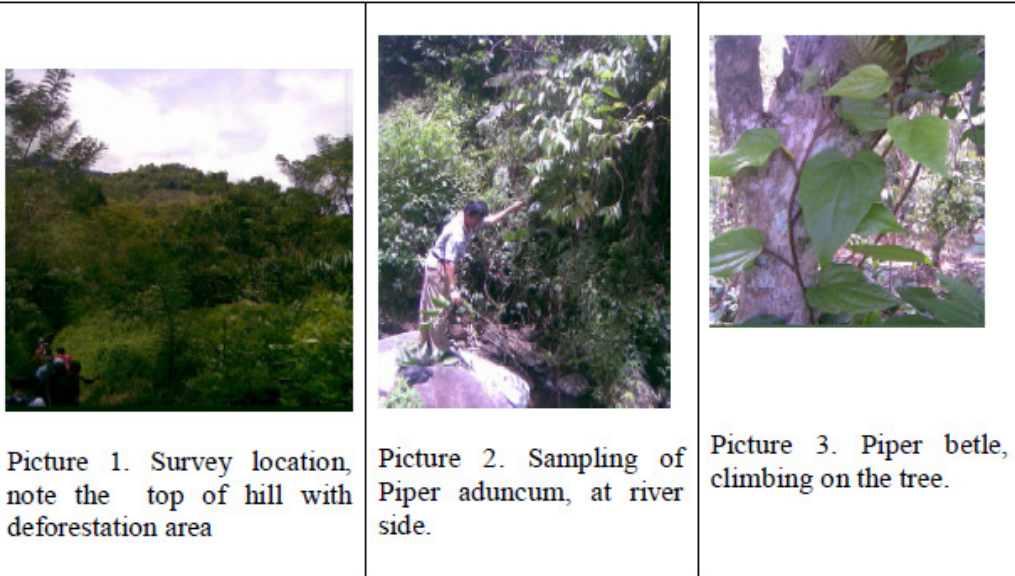 Picture 1. Survey location,
note the top of hill with
deforestation area
Picture 2. Sampling of
Piper aduncum, at river
side.
Picture 3. Piper betle,
climbing on the tree.